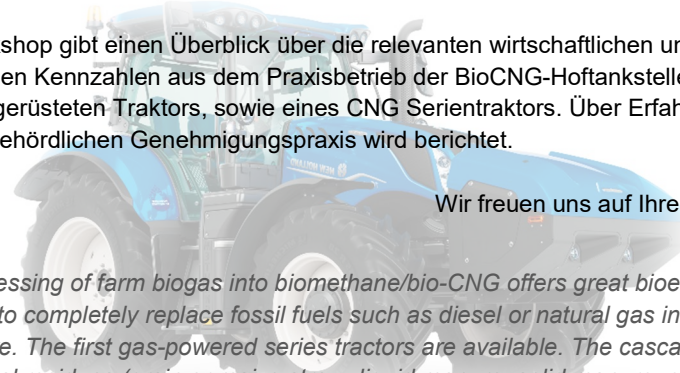 kshop gibt einen Überblick über die relevanten wirtschaftlichen un
en Kennzahlen aus dem Praxisbetrieb der BioCNG-Hoftankstelle
gerüsteten Traktors, sowie eines CNG Serientraktors. Über Erfah
ehördlichen Genehmigungspraxis wird berichtet.
Wir freuen uns auf Ihre
essing of farm biogas into biomethane/bio-CNG offers great bioe
to completely replace fossil fuels such as diesel or natural gas in
e. The first gas-powered series tractors are available. The casca